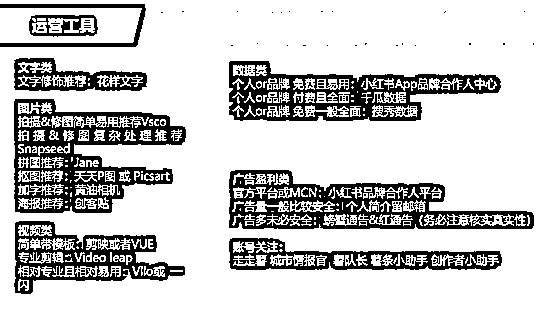 运营工具
文字类
文字修饰推荐：花样文字
图片类
拍摄&修图简单易用推荐Vsco
拍摄&修图复杂处理推荐
Snapseed
拼图推荐：Jane
抠图推荐：天天P图 或 Picsart
加字推荐：黄油相机
海报推荐：创客贴
视频类
简单带模板：剪映或者VUE
专业剪辑：Video leap
相对专业且相对易用：Vllo或 一
闪
数据类
个人or品牌 免费且易用：小红书App品牌合作人中心
个人or品牌 付费且全面：千瓜数据
个人or品牌 免费一般全面：搜秀数据
广告盈利类
官方平台或MCN：小红书品牌合作人平台
广告量一般比较安全：个人简介留邮箱
广告多未必安全：螃蟹通告&红通告（务必注意核实真实性）
账号关注：
走走薯 城市情报官 薯队长 薯条小助手 创作者小助手